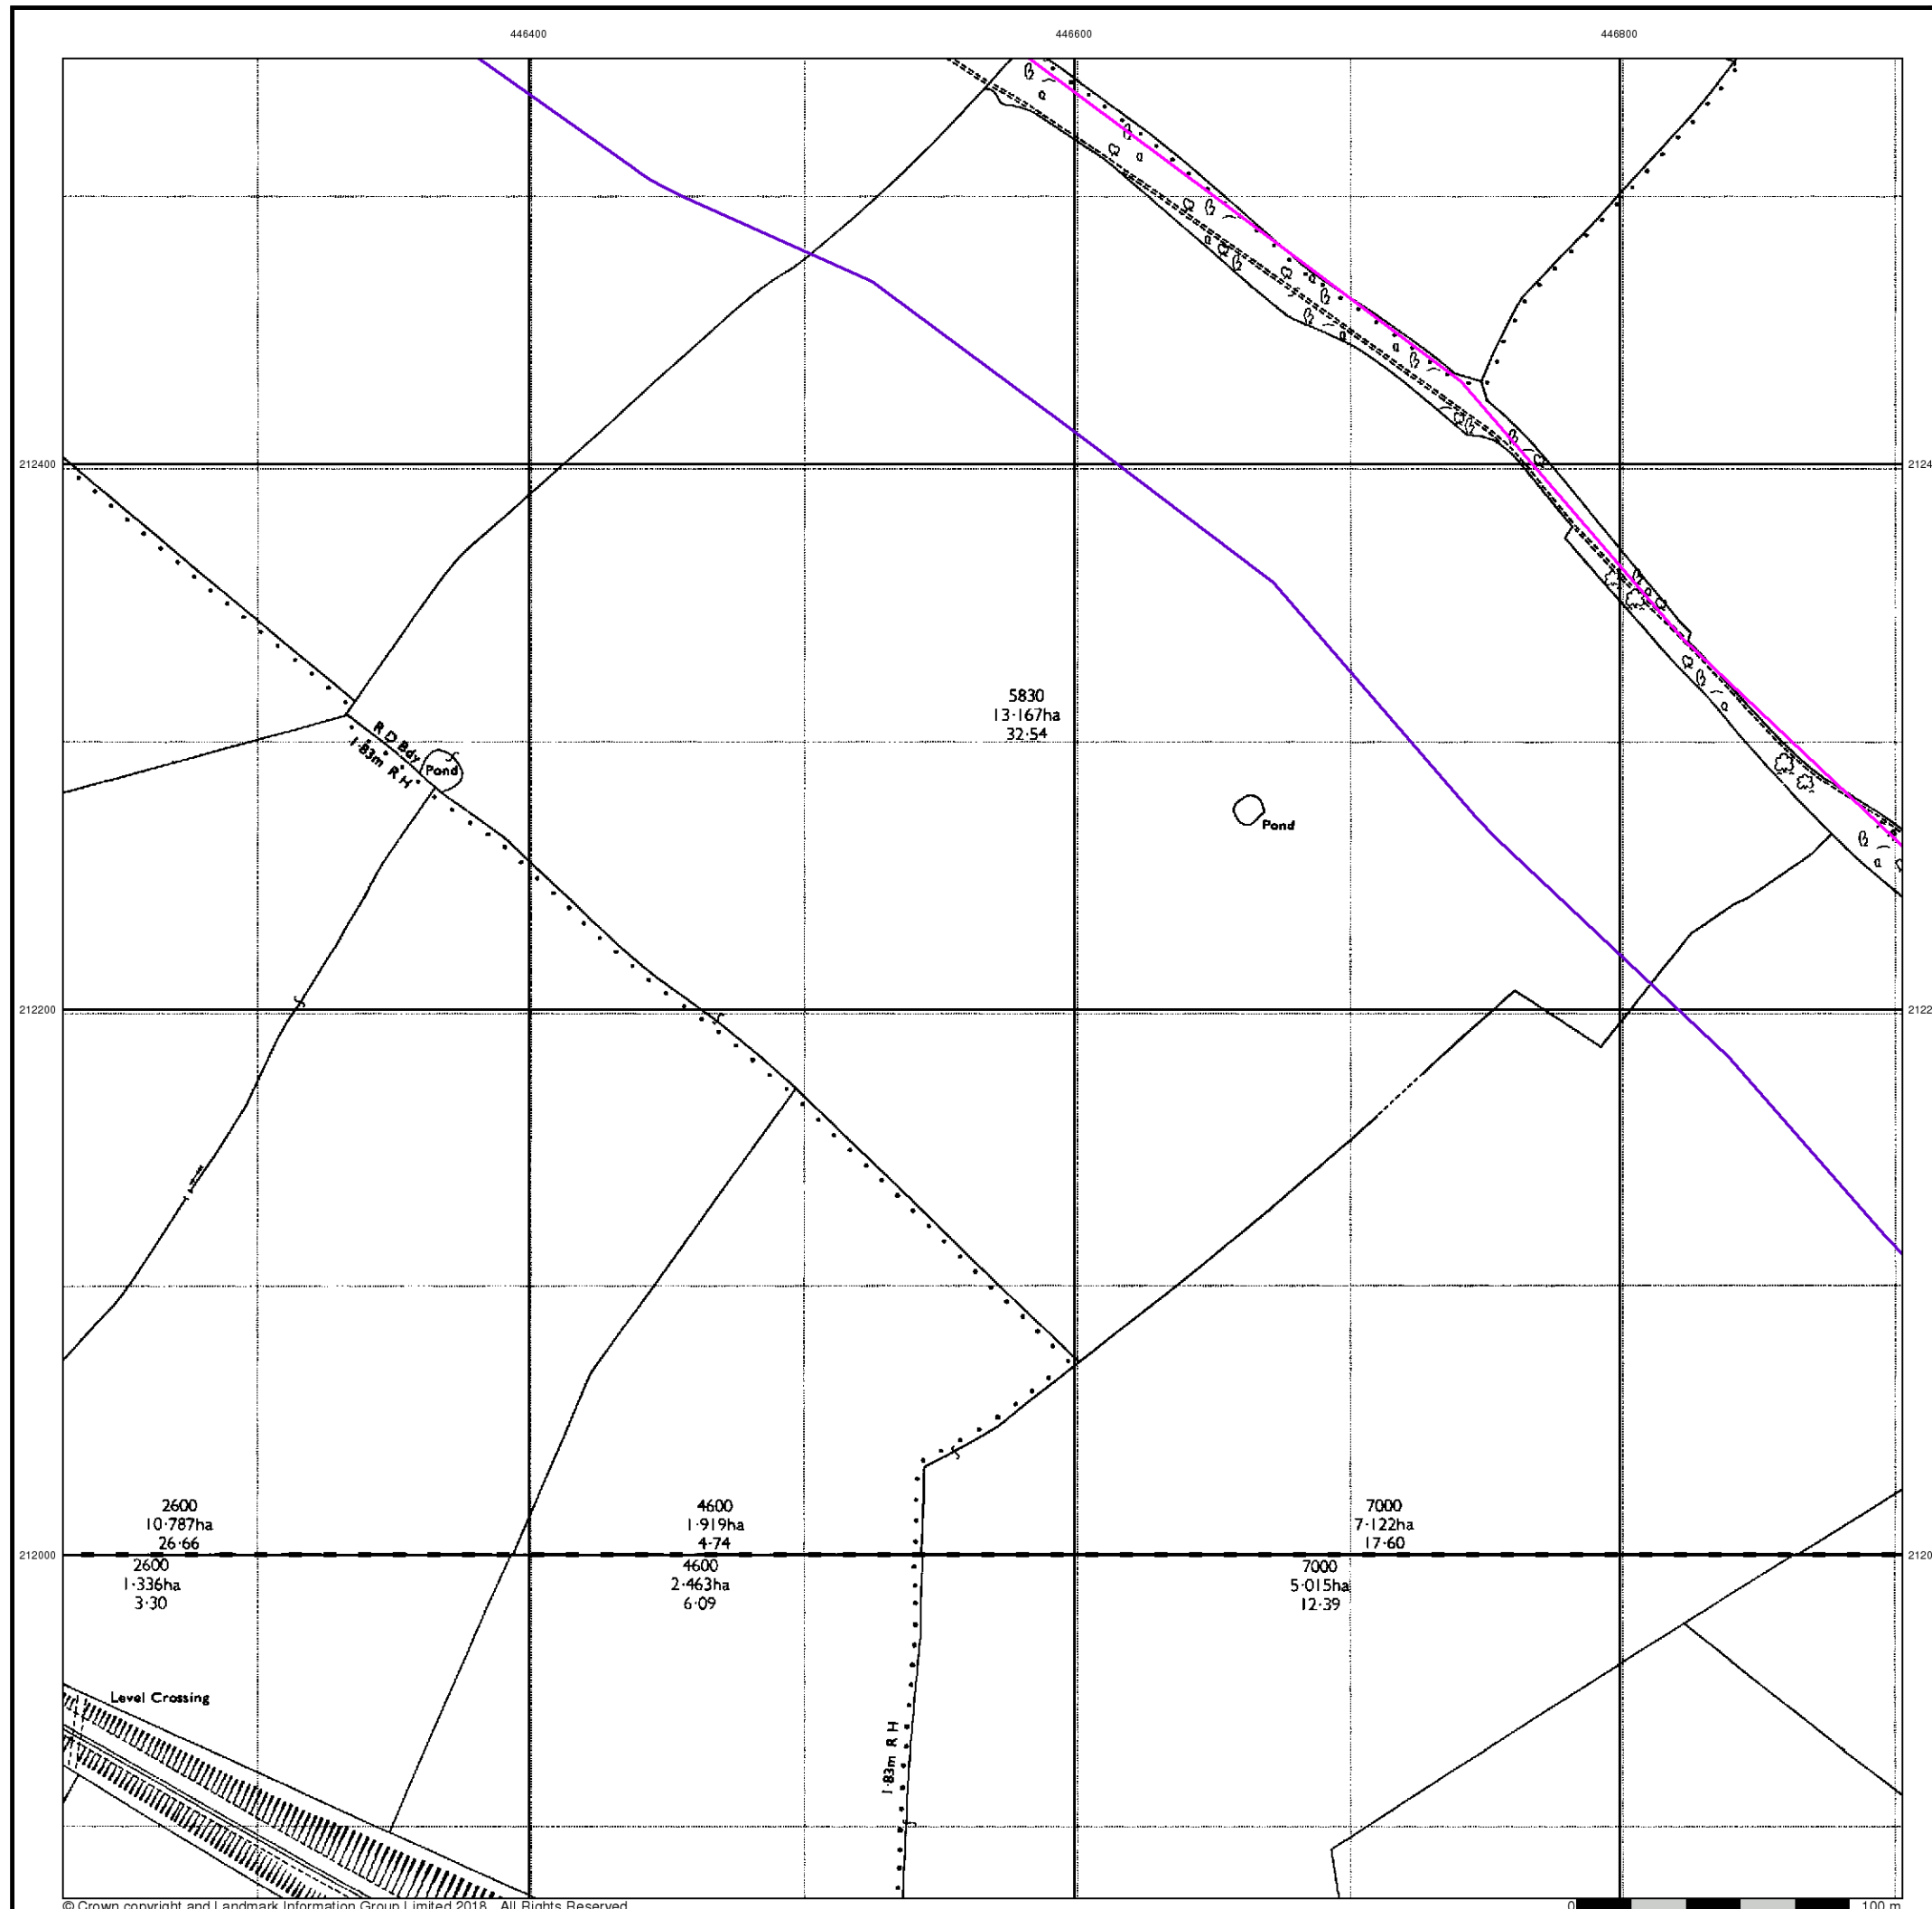 446400
446600
446800
212400
2124
5830
13·167ha
32·54
R D Bdy
1·83m R H
Pond
Pond
212200
2122
2600
10·787ha
26·66
4600
1·919ha
4·74
7000
7·122ha
17·60
212000
2120
2600
1·336ha
3·30
4600
2·463ha
6·09
7000
5·015ha
12·39
Level Crossing
1·83m R H
© Crown copyright and Landmark Information Group Limited 2018. All Rights Reserved.
0
100 m